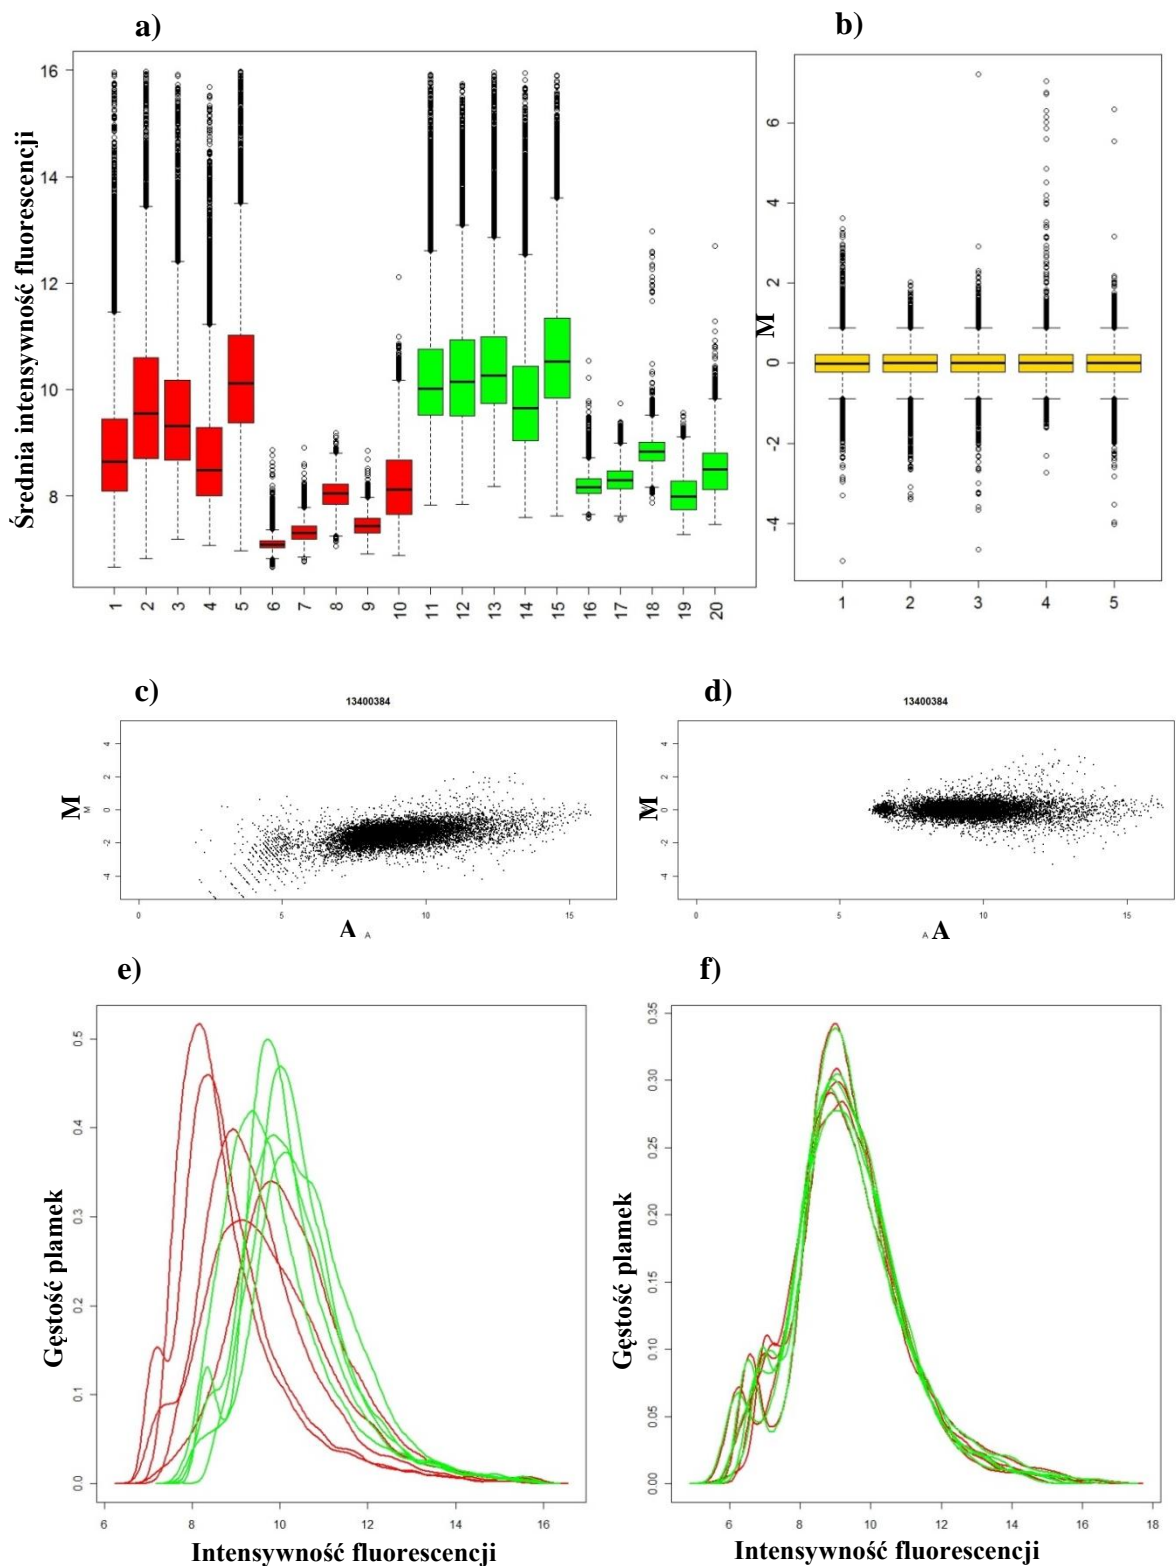 a)
b)
Średnia intensywność fluorescencji
16
14
12
10
8
1 2 3 4 5 6 7 8 9 10 11 12 13 14 15 16 17 18 19 20
M
6
4
2
0
-2
-4
1 2 3 4 5
c)
13400384
M
M
4
2
0
-2
-4
0 5 10 15
A A
d)
13400384
M
4
2
0
-2
-4
0 5 10 15
A A
e)
Gęstość plamek
0.5
0.4
0.3
0.2
0.1
0.0
6 8 10 12 14 16
Intensywność fluorescencji
f)
Gęstość plamek
0.35
0.30
0.25
0.20
0.15
0.10
0.05
0.00
6 8 10 12 14 16 18
Intensywność fluorescencji